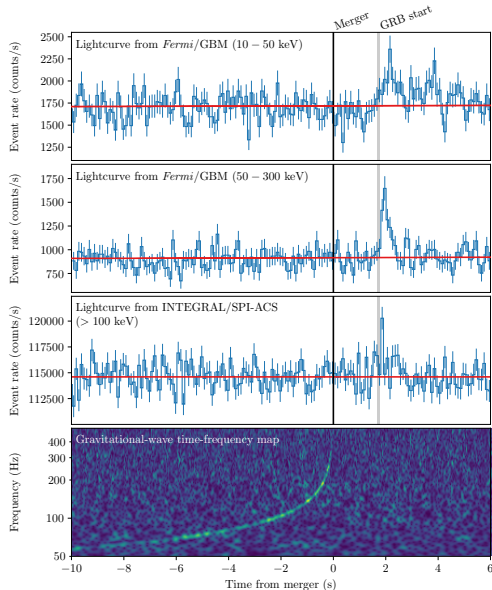 Merger
GRB start
Lightcurve from Fermi/GBM (10 − 50 keV)
Event rate (counts/s)
2500
2250
2000
1750
1500
1250
Lightcurve from Fermi/GBM (50 − 300 keV)
Event rate (counts/s)
1750
1500
1250
1000
750
Lightcurve from INTEGRAL/SPI-ACS
(> 100 keV)
Event rate (counts/s)
120000
117500
115000
112500
Gravitational-wave time-frequency map
Frequency (Hz)
400
300
200
100
50
−10 −8 −6 −4 −2 0 2 4 6
Time from merger (s)